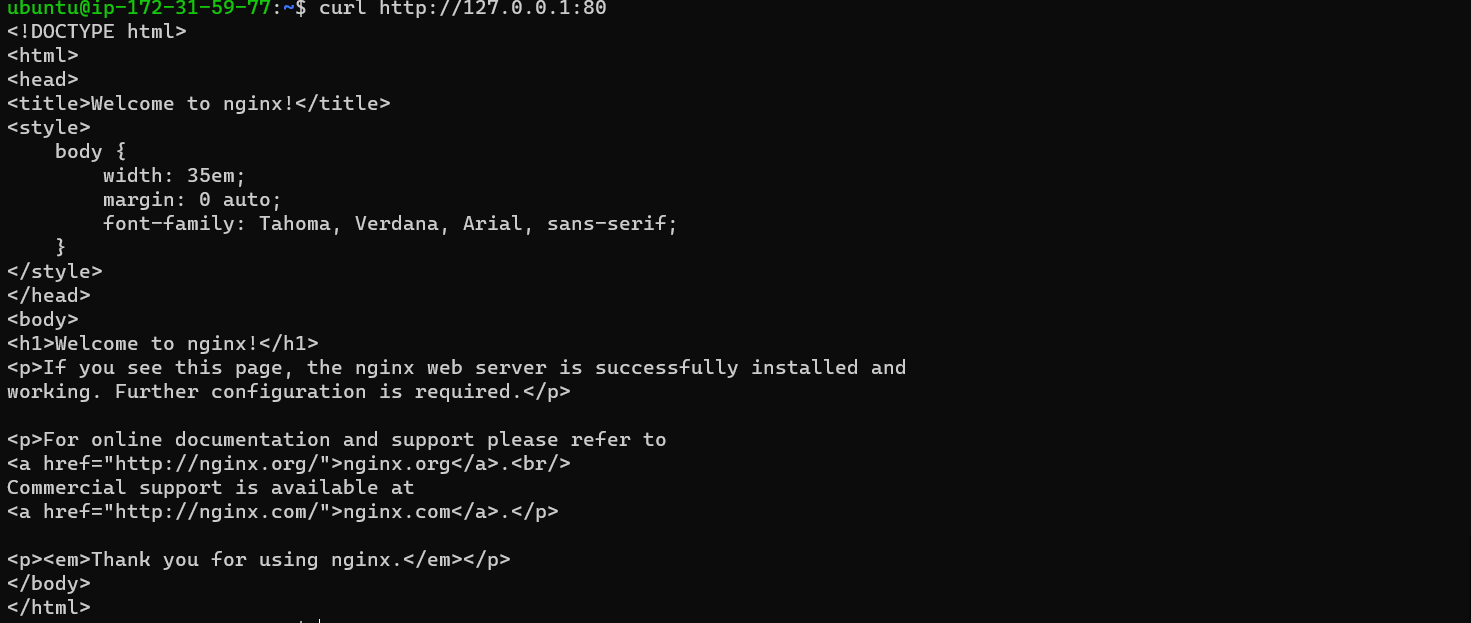 ubuntu@ip-172-31-59-77:~$ curl http://127.0.0.1:80
<!DOCTYPE html>
<html>
<head>
<title>Welcome to nginx!</title>
<style>
    body {
        width: 35em;
        margin: 0 auto;
        font-family: Tahoma, Verdana, Arial, sans-serif;
    }
</style>
</head>
<body>
<h1>Welcome to nginx!</h1>
<p>If you see this page, the nginx web server is successfully installed and
working. Further configuration is required.</p>

<p>For online documentation and support please refer to
<a href="http://nginx.org/">nginx.org</a>.<br/>
Commercial support is available at
<a href="http://nginx.com/">nginx.com</a>.</p>

<p><em>Thank you for using nginx.</em></p>
</body>
</html>